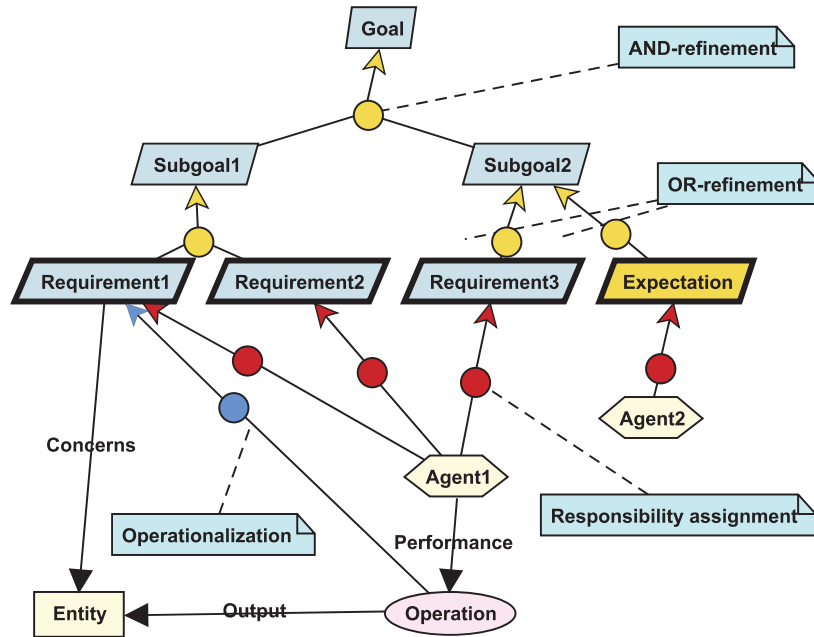 Goal
AND-refinement
Subgoal1
Subgoal2
OR-refinement
Requirement1
Requirement2
Requirement3
Expectation
Agent2
Concerns
Agent1
Responsibility assignment
Operationalization
Performance
Entity
Output
Operation